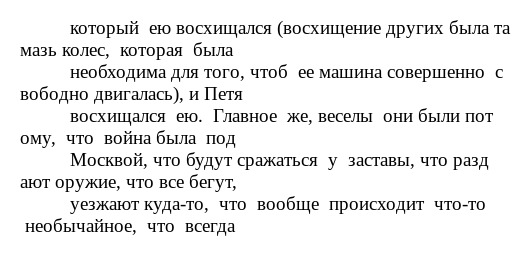 который ею восхищался (восхищение других была та
мазь колес, которая была
необходима для того, чтоб ее машина совершенно с
вободно двигалась), и Петя
восхищался ею. Главное же, веселы они были пот
ому, что война была под
Москвой, что будут сражаться у заставы, что разд
ают оружие, что все бегут,
уезжают куда-то, что вообще происходит что-то
необычайное, что всегда